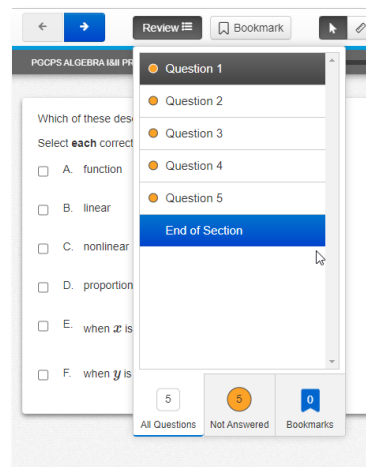 Review
Bookmark
PGCPS ALGEBRA I&II PR
Question 1
Question 2
Question 3
Question 4
Question 5
End of Section
5
All Questions
5
Not Answered
0
Bookmarks
Which of these des
Select each correct
A. function
B. linear
C. nonlinear
D. proportion
E. when x is
F. when y is